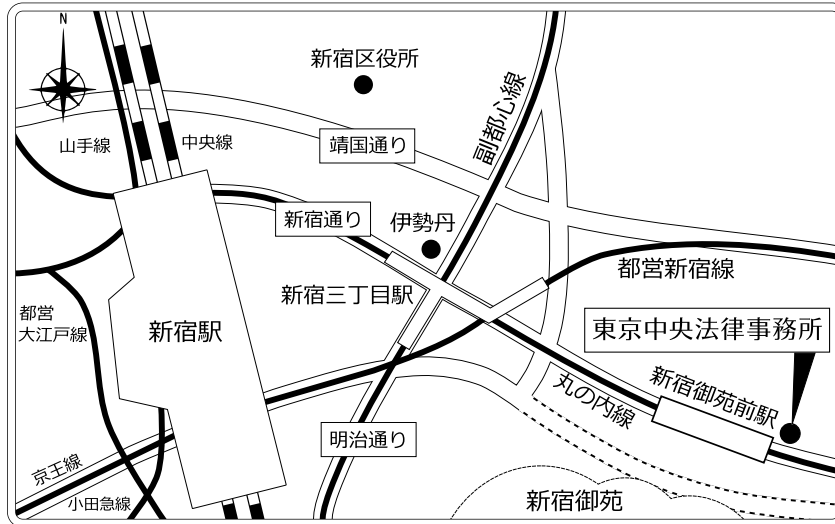 N
新宿区役所
山手線
中央線
靖国通り
副都心線
新宿通り
伊勢丹
都営新宿線
新宿三丁目駅
都営
大江戸線
新宿駅
東京中央法律事務所
新宿御苑前駅
丸の内線
明治通り
京王線
小田急線
新宿御苑